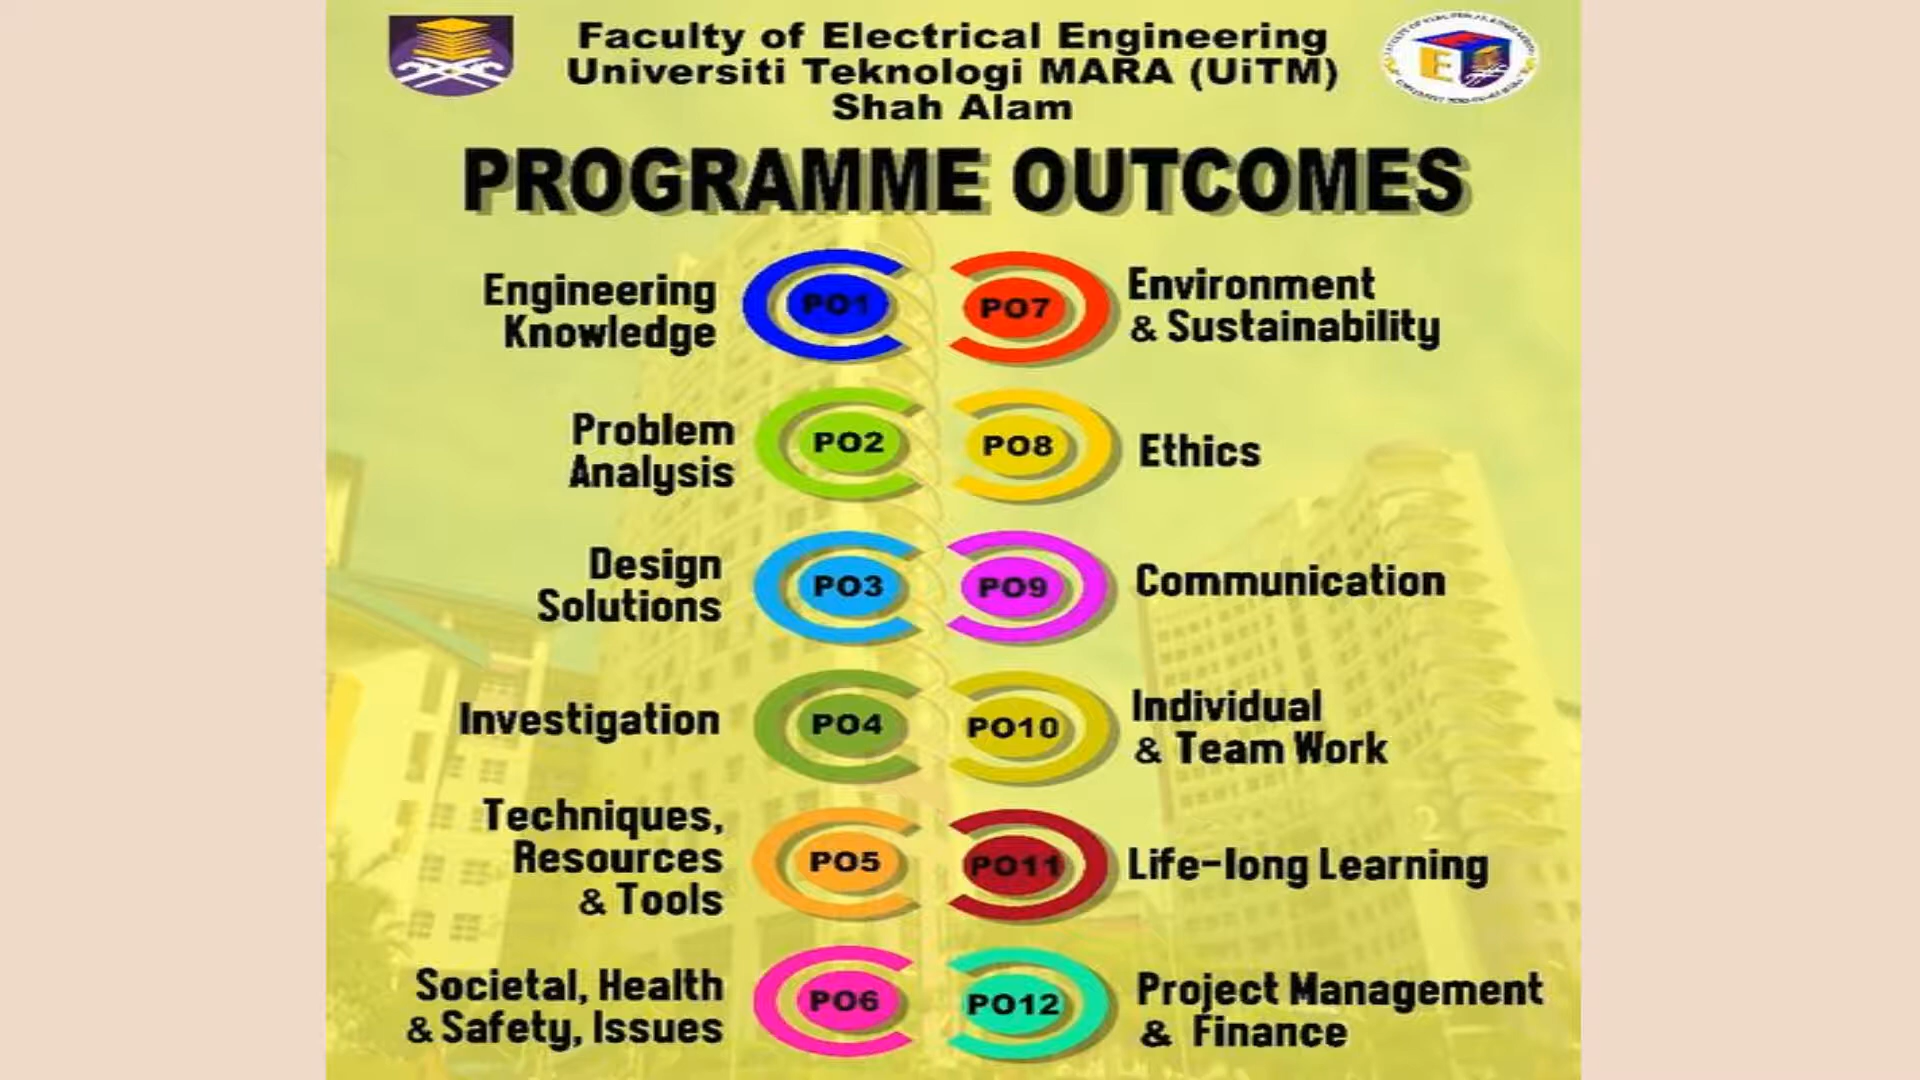 Faculty of Electrical Engineering
Universiti Teknologi MARA (UiTM)
Shah Alam
PROGRAMME OUTCOMES
Engineering
Knowledge
PO1
Problem
Analysis
PO2
Design
Solutions
PO3
Investigation
PO4
Techniques,
Resources
& Tools
PO5
Societal, Health
& Safety, Issues
PO6
PO7
Environment
& Sustainability
PO8
Ethics
PO9
Communication
PO10
Individual
& Team Work
PO11
Life-long Learning
PO12
Project Management
& Finance